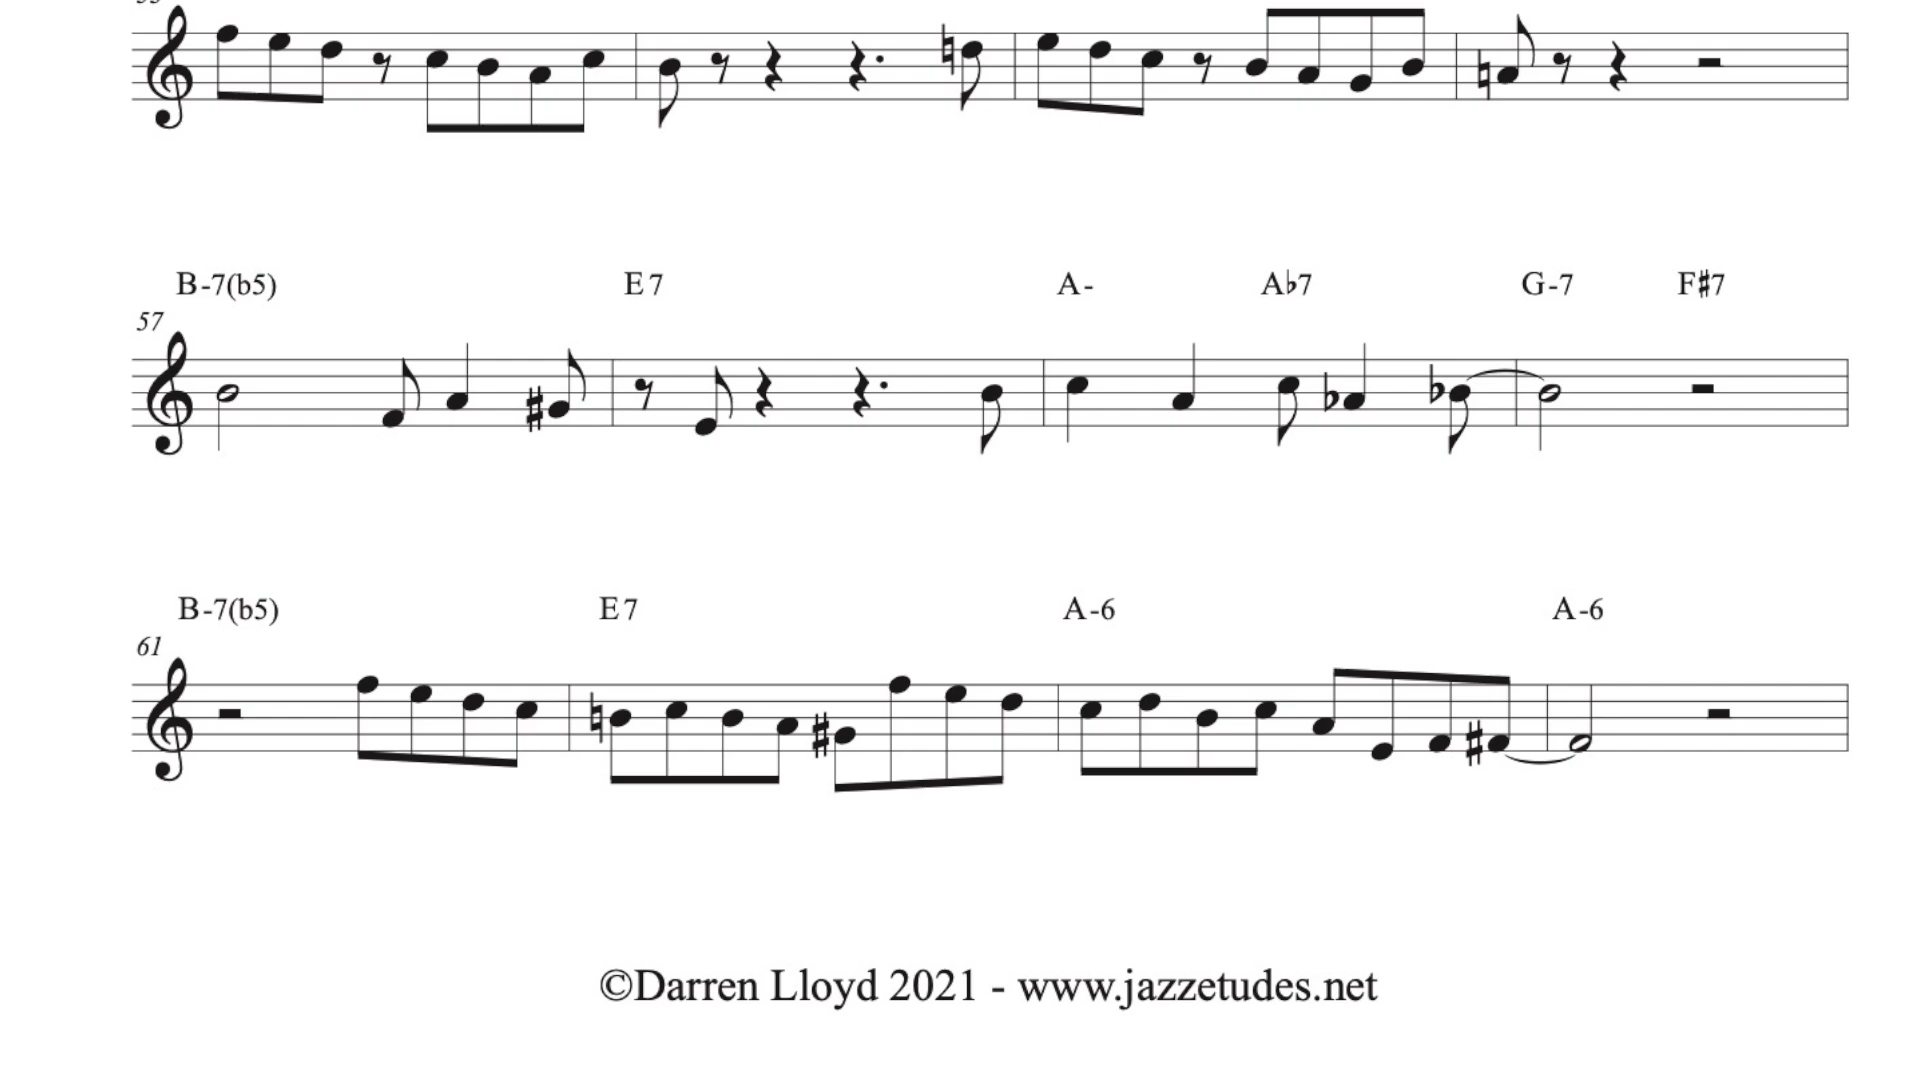 B-7(b5) E7 A- A♭7 G-7 F♯7
57
B-7(b5) E7 A-6 A-6
61
©Darren Lloyd 2021 - www.jazzetudes.net